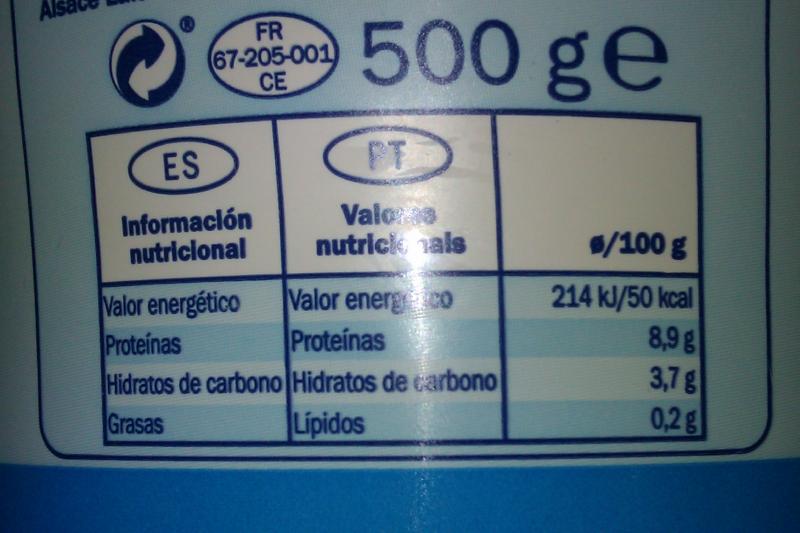 Alsace
®
FR
67-205-001
CE
500 g e
ES
PT
Información
nutricional
Valores
nutricionais
ø/100 g
Valor energético
Valor energético
214 kJ/50 kcal
Proteínas
Proteínas
8,9 g
Hidratos de carbono
Hidratos de carbono
3,7 g
Grasas
Lípidos
0,2 g